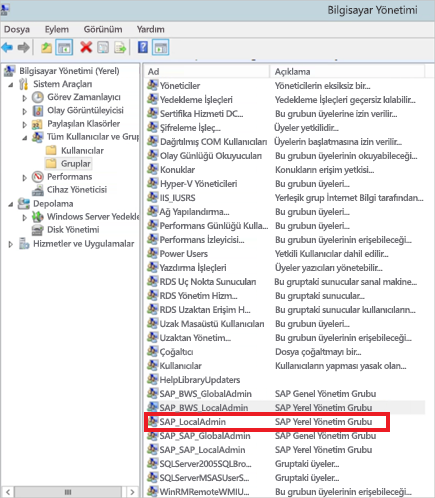 Bilgisayar Yönetimi
Dosya Eylem Görünüm Yardım
Bilgisayar Yönetimi (Yerel)
Sistem Araçları
Görev Zamanlayıcı
Olay Görüntüleyicisi
Paylaşılan Klasörler
Tüm Kullanıcılar ve Grup
Kullanıcılar
Gruplar
Performans
Cihaz Yöneticisi
Depolama
Windows Server Yedekle
Disk Yönetimi
Hizmetler ve Uygulamalar
Ad Açıklama
Yöneticiler Yöneticilerin eksiksiz bir...
Yedekleme İşleçleri Yedekleme İşleçleri geçersiz kılabilir...
Sertifika Hizmeti DC... Bu grubun üyelerine izin verilir...
Şifreleme İşleç... Üyeler yetkilidir...
Dağıtılmış COM Kullanıcıları Üyelerin başlatmasına izin verilir...
Olay Günlüğü Okuyucuları Bu grubun üyelerinin okuyabileceği...
Konuklar Konukların erişim yetkisi...
Hyper-V Yöneticileri Bu grubun üyeleri...
IIS_IUSRS Yerleşik grup Internet Bilgi tarafından...
Ağ Yapılandırma... Bu grubun üyeleri...
Performans Günlüğü Kulla... Bu grubun üyeleri...
Performans İzleyicisi... Bu grubun üyelerinin erişebileceği...
Power Users Yetkili Kullanıcılar dahil edilir...
Yazdırma İşleçleri Üyeler yazıcıları yönetebilir...
RDS Uç Nokta Sunucuları Bu gruptaki sunucular sanal makine...
RDS Yönetim Hizm... Bu gruptaki sunucular...
RDS Uzaktan Erişim H... Bu gruptaki sunucular kullanıcıların...
Uzak Masaüstü Kullanıcıları Bu grubun üyeleri...
Uzaktan Yönetim... Bu grubun üyelerinin erişebileceği...
Çoğaltıcı Dosya çoğaltmayı bir...
Kullanıcılar Kullanıcıların yapması yasak olan...
HelpLibraryUpdaters
SAP_BWS_GlobalAdmin SAP Genel Yönetim Grubu
SAP_BWS_LocalAdmin SAP Yerel Yönetim Grubu
SAP_LocalAdmin SAP Yerel Yönetim Grubu
SAP_SAP_GlobalAdmin SAP Genel Yönetim Grubu
SAP_SAP_LocalAdmin SAP Yerel Yönetim Grubu
SQLServer2005SQLBro... Gruptaki üyeler...
SQLServerMSASUserS... Gruptaki üyeler...
WinRMRemoteWMIU... Bu grubun üyelerinin erişebileceği...